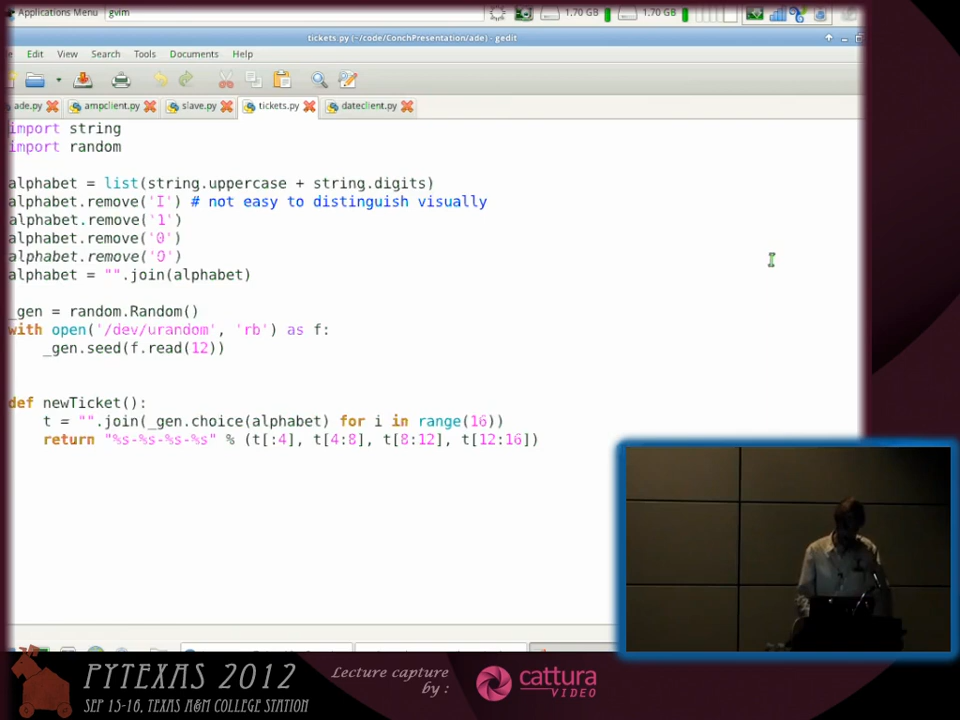 Applications Menu gvim 1.70 GB 1.70 GB
tickets.py (~/code/ConchPresentation/ade) - gedit
Edit View Search Tools Documents Help
ade.py ampclient.py slave.py tickets.py dateclient.py
import string
import random
alphabet = list(string.uppercase + string.digits)
alphabet.remove('I') # not easy to distinguish visually
alphabet.remove('1')
alphabet.remove('0')
alphabet.remove('O')
alphabet = "".join(alphabet)
_gen = random.Random()
with open('/dev/urandom', 'rb') as f:
_gen.seed(f.read(12))
def newTicket():
t = "".join(_gen.choice(alphabet) for i in range(16))
return "%s-%s-%s-%s" % (t[:4], t[4:8], t[8:12], t[12:16])
PYTEXAS 2012
SEP 15-16, TEXAS A&M COLLEGE STATION
Lecture capture
by :
cattura
VIDEO